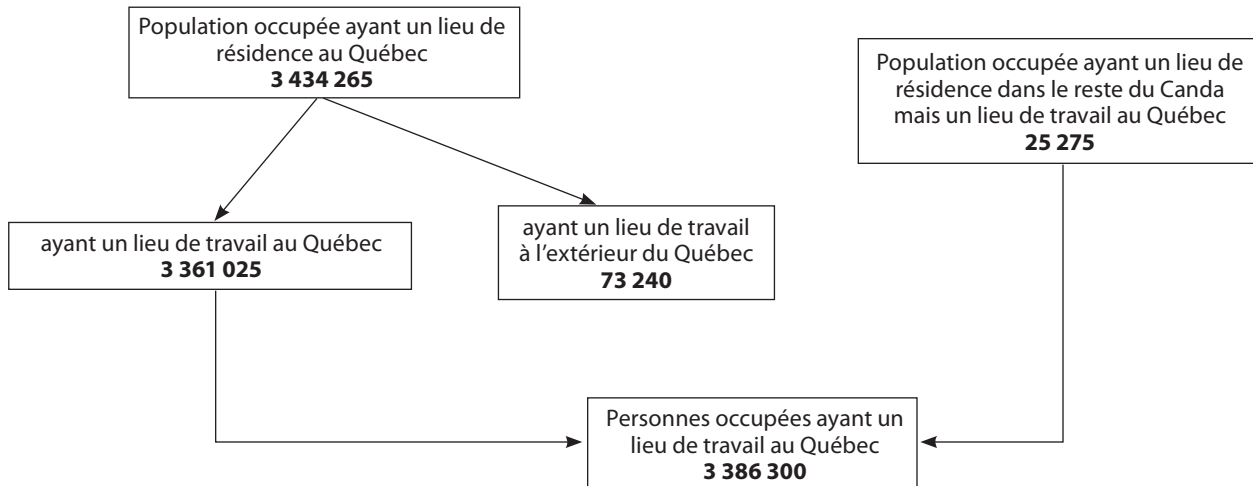 Population occupée ayant un lieu de
résidence au Québec
3 434 265
Population occupée ayant un lieu de
résidence dans le reste du Canda
mais un lieu de travail au Québec
25 275
ayant un lieu de travail au Québec
3 361 025
ayant un lieu de travail
à l’extérieur du Québec
73 240
Personnes occupées ayant un
lieu de travail au Québec
3 386 300